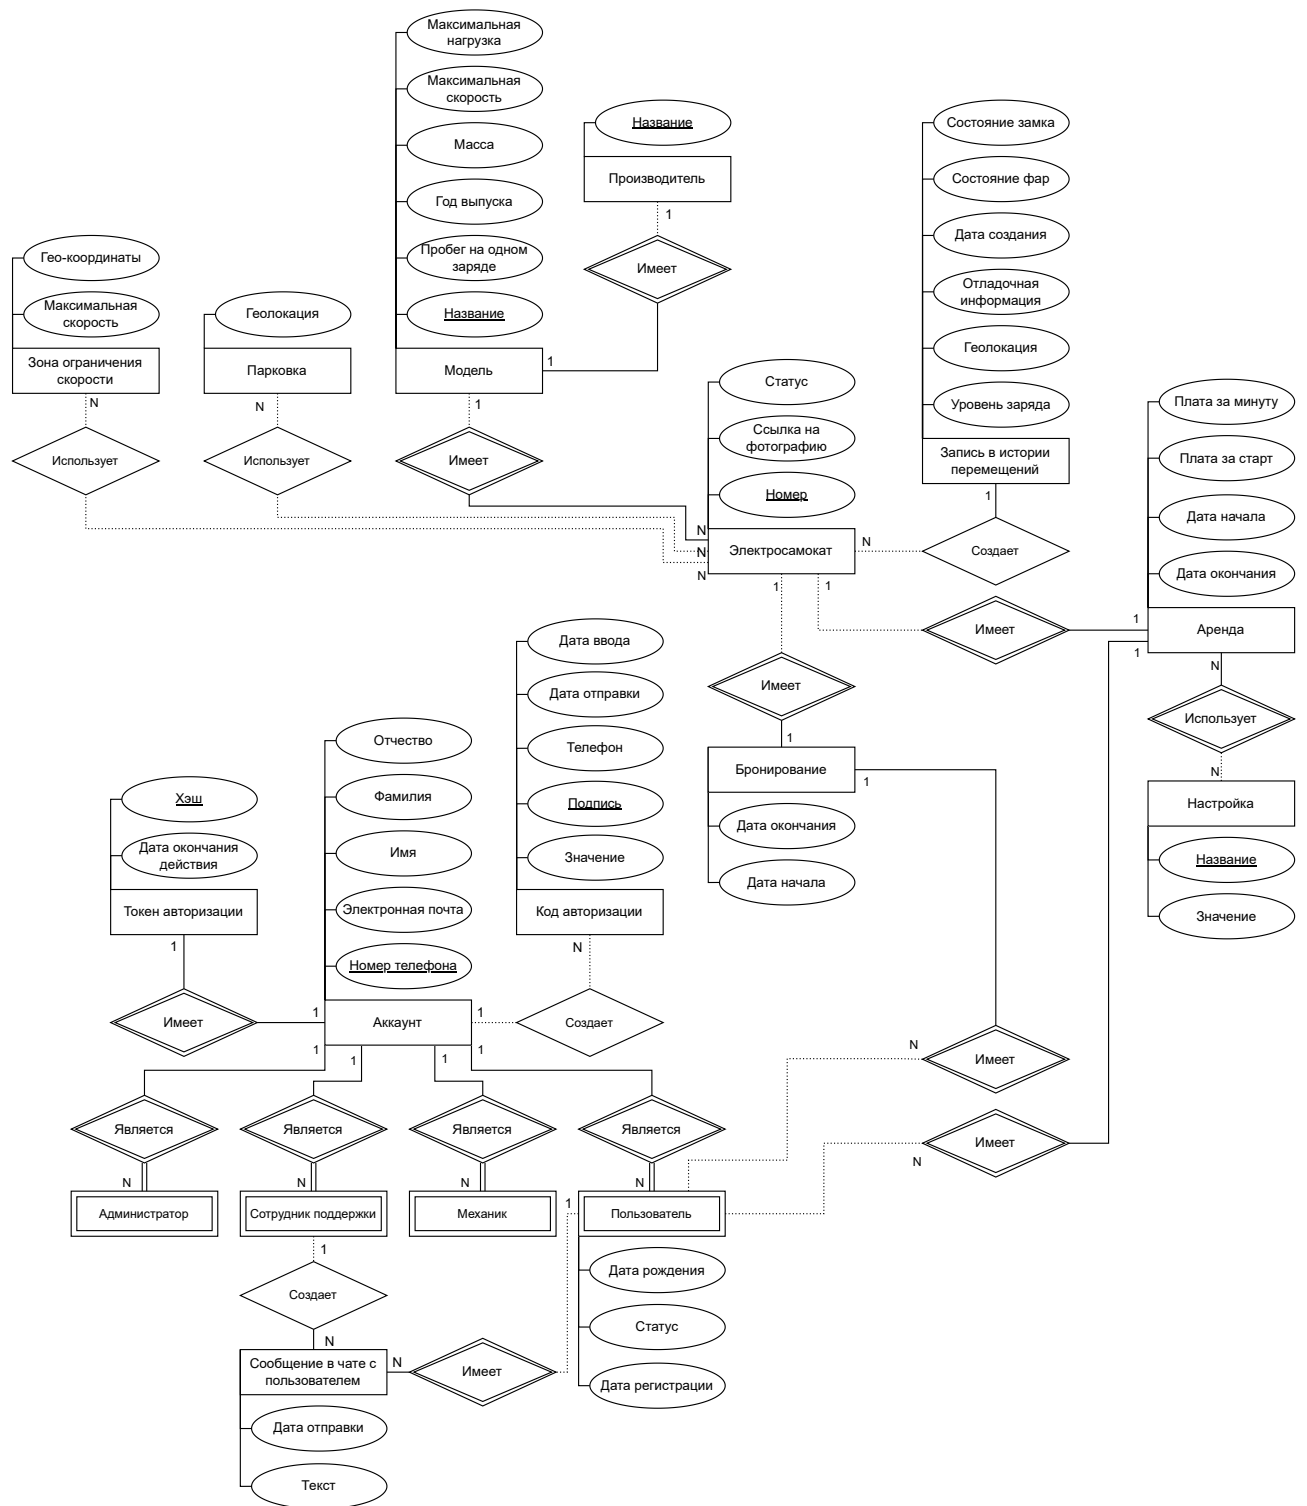 Максимальная
нагрузка
Максимальная
скорость
Масса
Год выпуска
Пробег на одном
заряде
Название
Модель
1
1
Название
Производитель
1
Имеет
Гео-координаты
Максимальная
скорость
Зона ограничения
скорости
N
Использует
Геолокация
Парковка
N
Использует
Имеет
Состояние замка
Состояние фар
Дата создания
Отладочная
информация
Геолокация
Уровень заряда
Запись в истории
перемещений
1
Создает
Статус
Ссылка на
фотографию
Номер
N
N
N
Электросамокат
N
1
1
Плата за минуту
Плата за старт
Дата начала
Дата окончания
1
1
Аренда
N
Имеет
Использует
N
Настройка
Название
Значение
Имеет
1
Бронирование
1
Дата окончания
Дата начала
Дата ввода
Дата отправки
Телефон
Подпись
Значение
Код авторизации
N
Создает
Отчество
Фамилия
Имя
Электронная почта
Номер телефона
1
Аккаунт
1
1
1
1
1
Хэш
Дата окончания
действия
Токен авторизации
1
Имеет
N
Имеет
N
Имеет
Является
Является
Является
Является
N
N
N
N
Администратор
Сотрудник поддержки
Механик
1
Пользователь
1
Создает
N
Дата рождения
Статус
Дата регистрации
Сообщение в чате с
пользователем
N
Имеет
Дата отправки
Текст